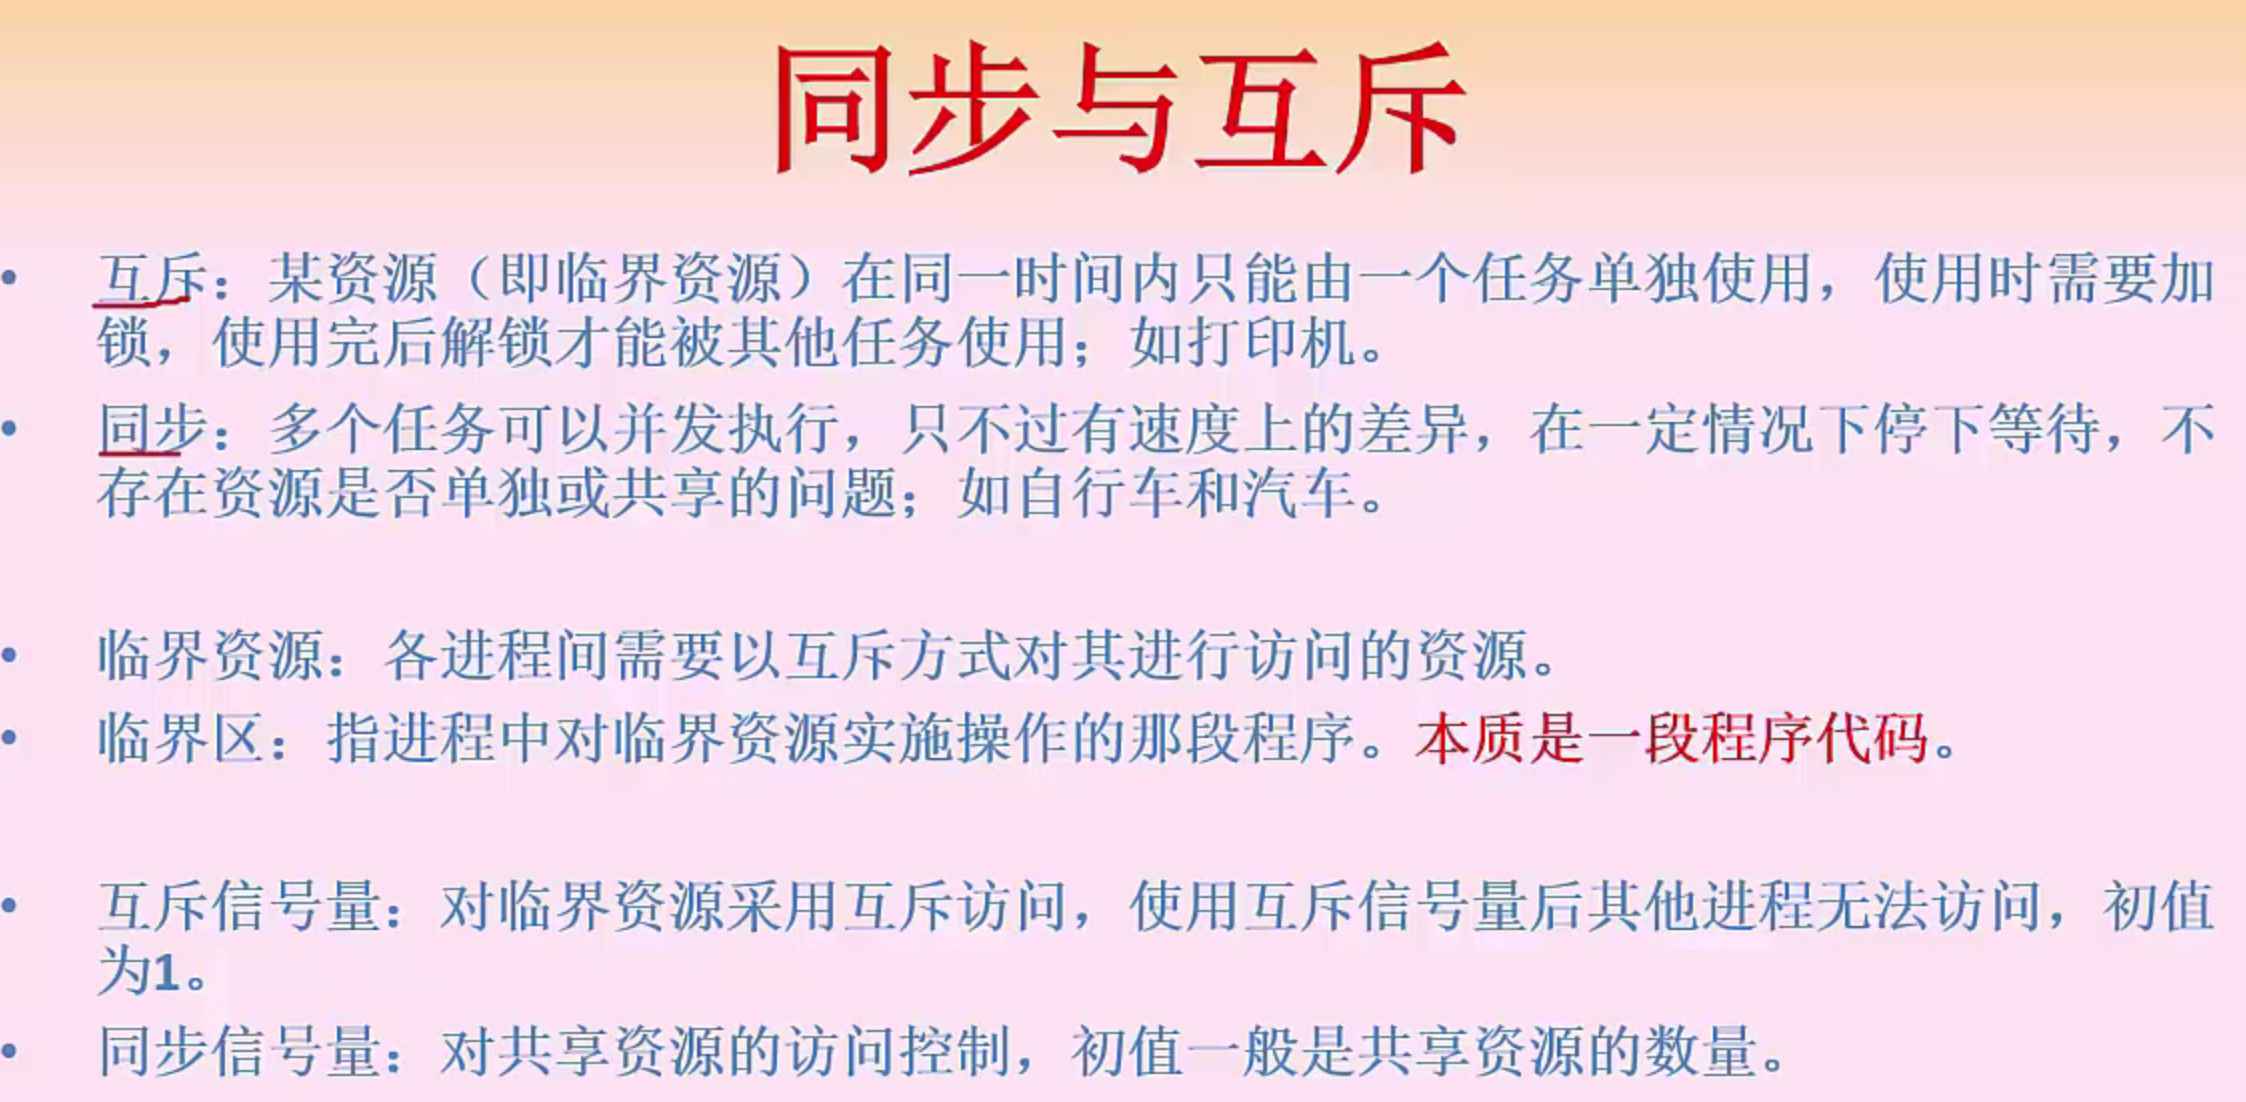 同步与互斥
• 互斥：某资源（即临界资源）在同一时间内只能由一个任务单独使用，使用时需要加
锁，使用完后解锁才能被其他任务使用；如打印机。
• 同步：多个任务可以并发执行，只不过有速度上的差异，在一定情况下停下等待，不
存在资源是否单独或共享的问题；如自行车和汽车。
• 临界资源：各进程间需要以互斥方式对其进行访问的资源。
• 临界区：指进程中对临界资源实施操作的那段程序。本质是一段程序代码。
• 互斥信号量：对临界资源采用互斥访问，使用互斥信号量后其他进程无法访问，初值
为1。
• 同步信号量：对共享资源的访问控制，初值一般是共享资源的数量。